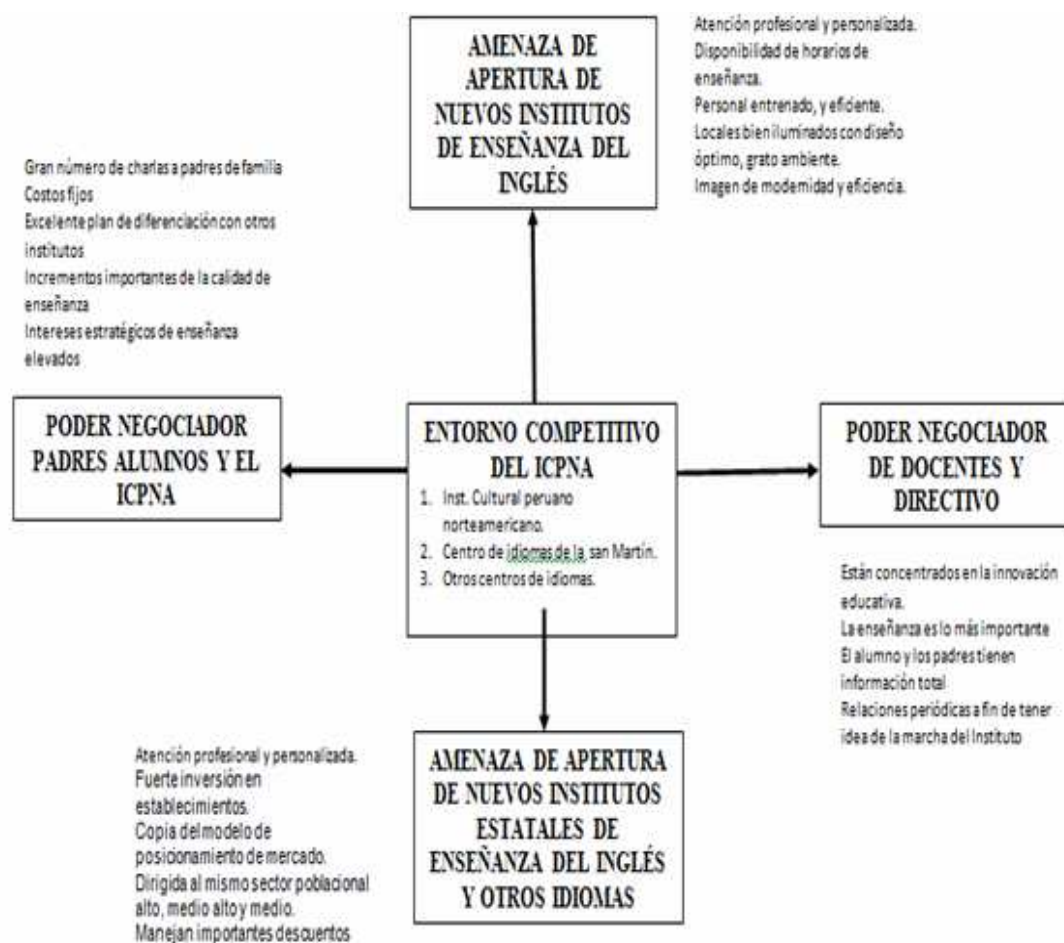 AMENAZA DE
APERTURA DE
NUEVOS INSTITUTOS
DE ENSEÑANZA DEL
INGLÉS
Atención profesional y personalizada.
Disponibilidad de horarios de
enseñanza.
Personal entrenado, y eficiente.
Locales bien iluminados con diseño
óptimo, grato ambiente.
Imagen de modernidad y eficiencia.
Gran número de charlas a padres de familia
Costos fijos
Excelente plan de diferenciación con otros
institutos
Incrementos importantes de la calidad de
enseñanza
Intereses estratégicos de enseñanza
elevados
PODER NEGOCIADOR
PADRES ALUMNOS Y EL
ICPNA
ENTORNO COMPETITIVO
DEL ICPNA
1. Inst. Cultural peruano
norteamericano.
2. Centro de idiomas de la san Martín.
3. Otros centros de idiomas.
PODER NEGOCIADOR
DE DOCENTES Y
DIRECTIVO
Están concentrados en la innovación
educativa.
La enseñanza es lo más importante
El alumno y los padres tienen
información total
Relaciones periódicas a fin de tener
idea de la marcha del Instituto
Atención profesional y personalizada.
Fuerte inversión en
establecimientos.
Copia del modelo de
posicionamiento de mercado.
Dirigida al mismo sector poblacional
alto, medio alto y medio.
Manejan importantes descuentos
AMENAZA DE APERTURA
DE NUEVOS INSTITUTOS
ESTATALES DE
ENSEÑANZA DEL INGLÉS
Y OTROS IDIOMAS